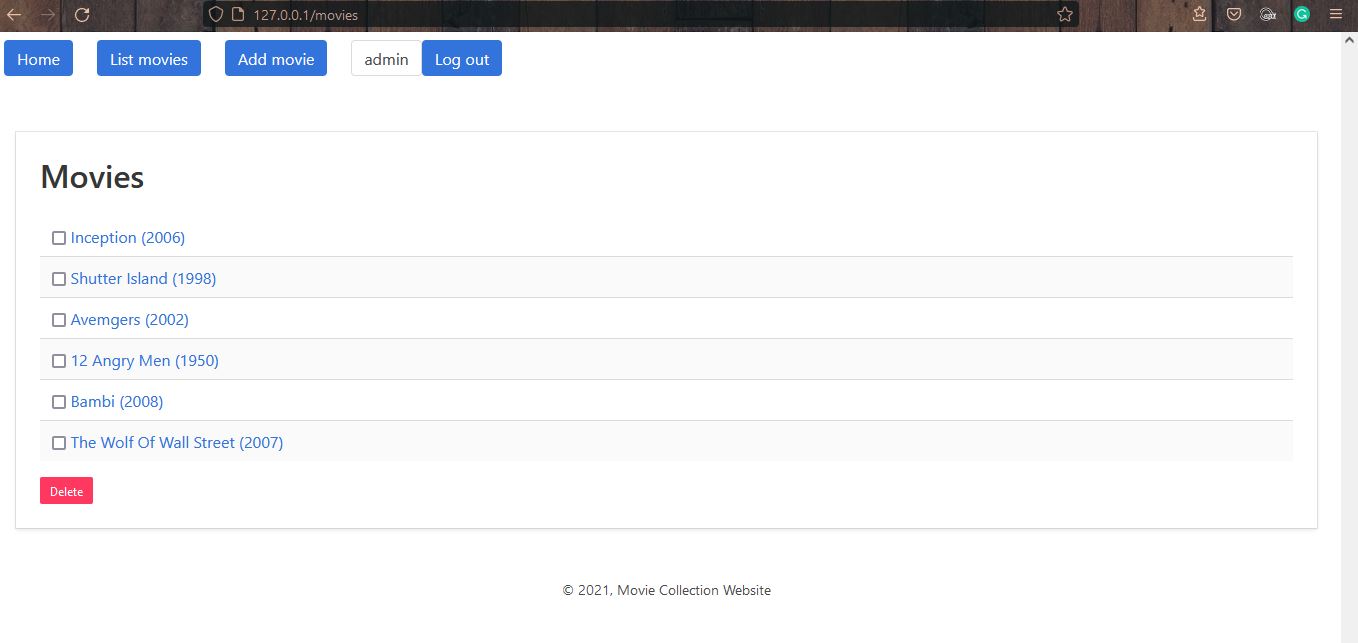 127.0.0.1/movies
Home List movies Add movie admin Log out
Movies
Inception (2006)
Shutter Island (1998)
Avemgers (2002)
12 Angry Men (1950)
Bambi (2008)
The Wolf Of Wall Street (2007)
Delete
© 2021, Movie Collection Website